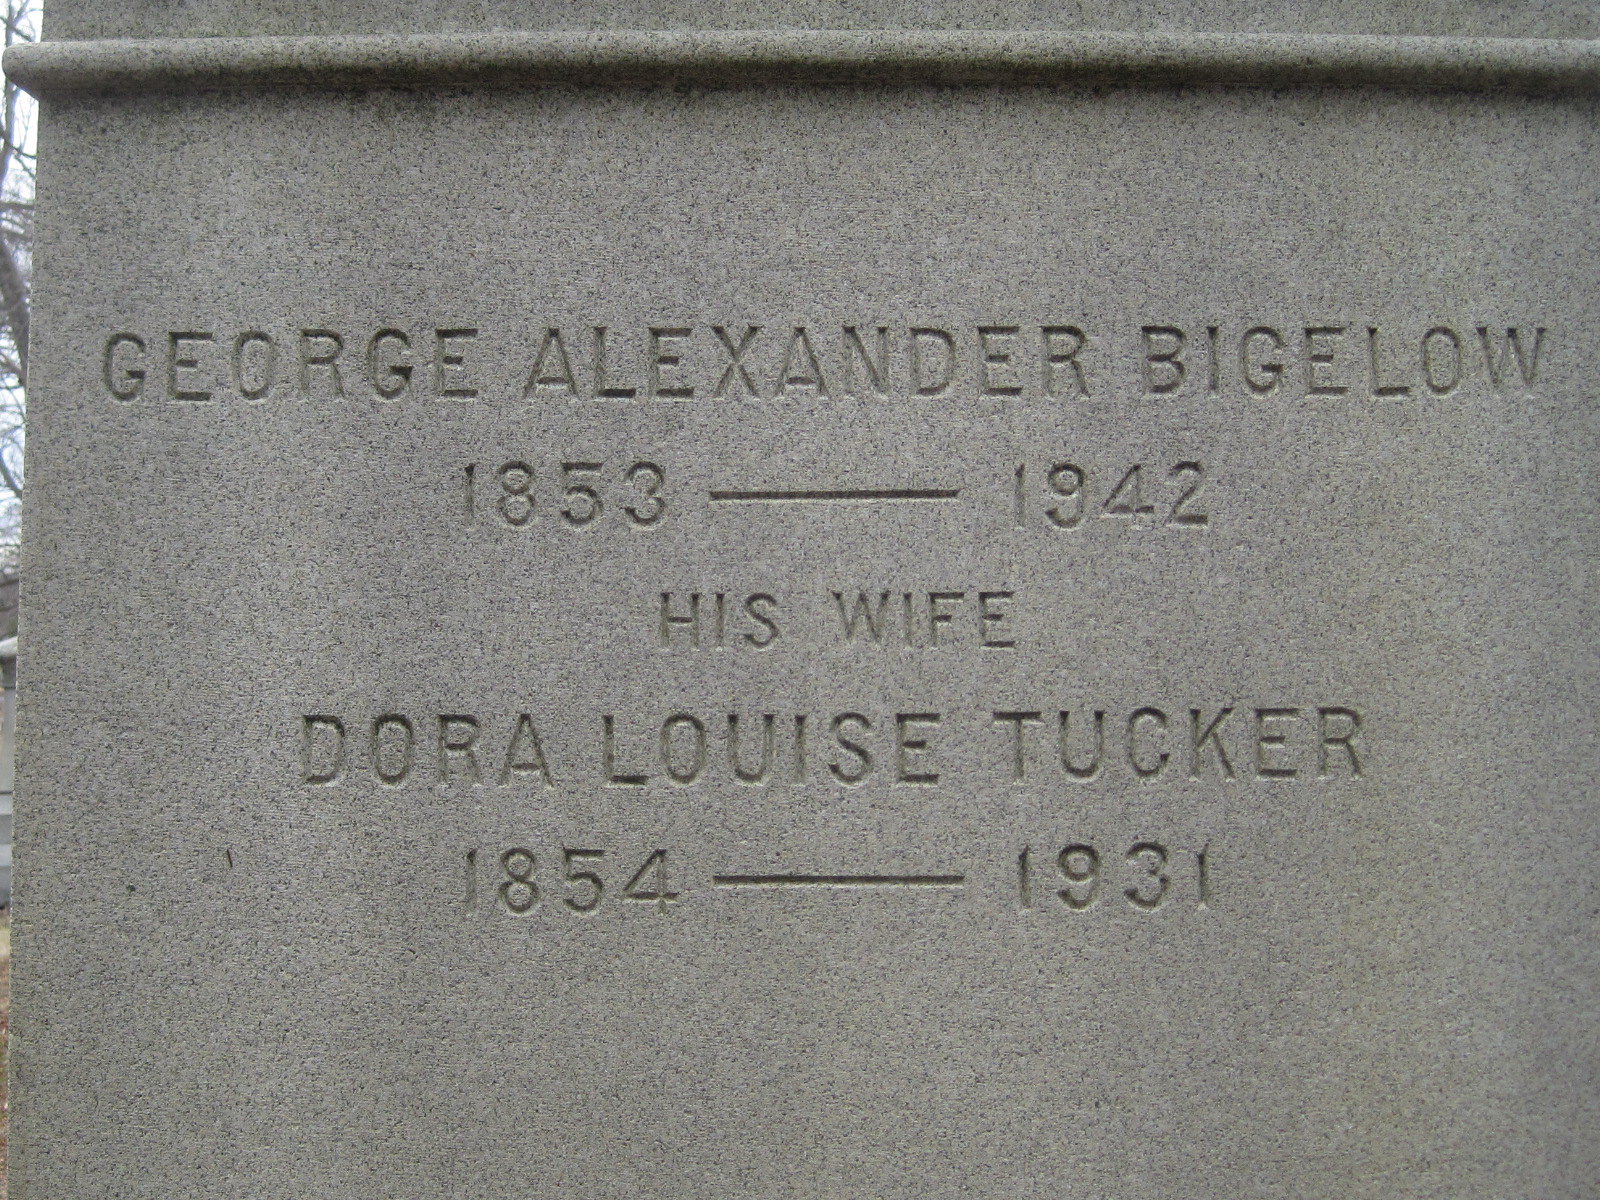 GEORGE ALEXANDER BIGELOW
1853 — 1942
HIS WIFE
DORA LOUISE TUCKER
1854 — 1931